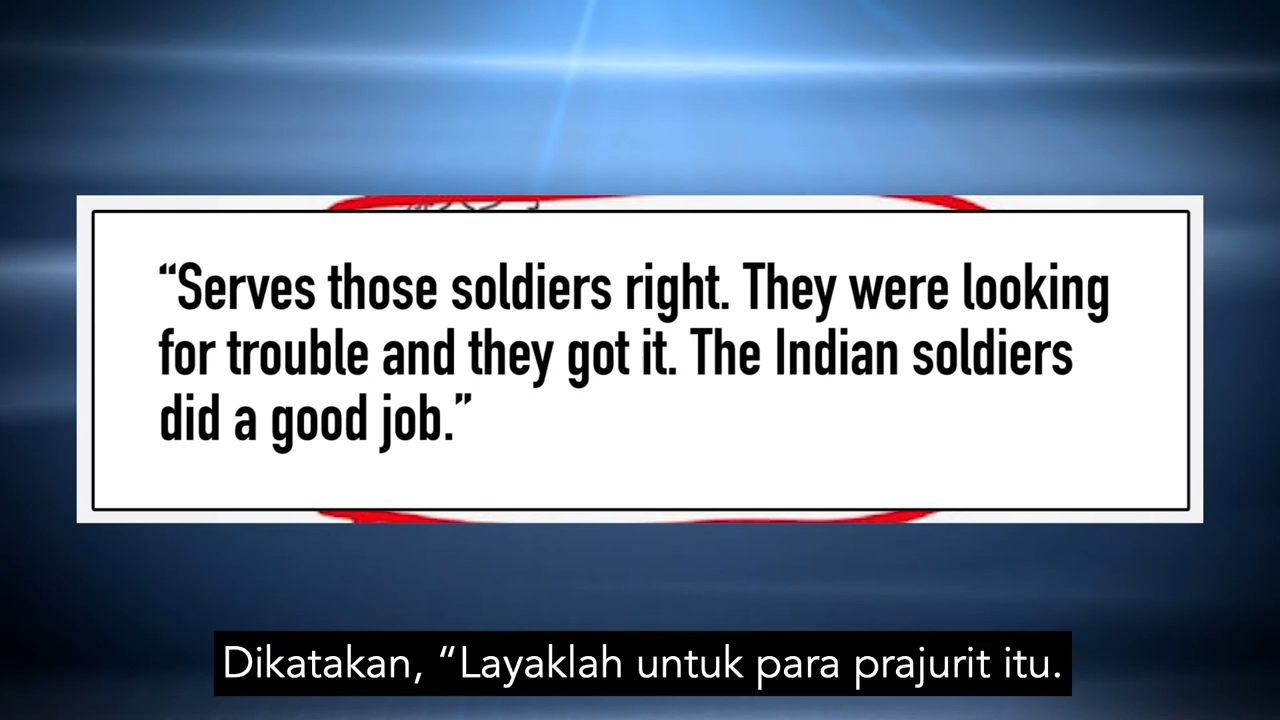 “Serves those soldiers right. They were looking
for trouble and they got it. The Indian soldiers
did a good job.”
Dikatakan, “Layaklah untuk para prajurit itu.